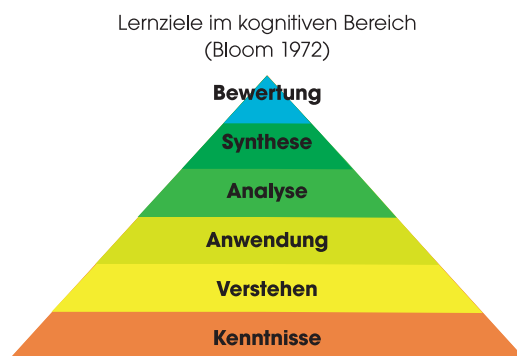 Lernziele im kognitiven Bereich
(Bloom 1972)
Bewertung
Synthese
Analyse
Anwendung
Verstehen
Kenntnisse